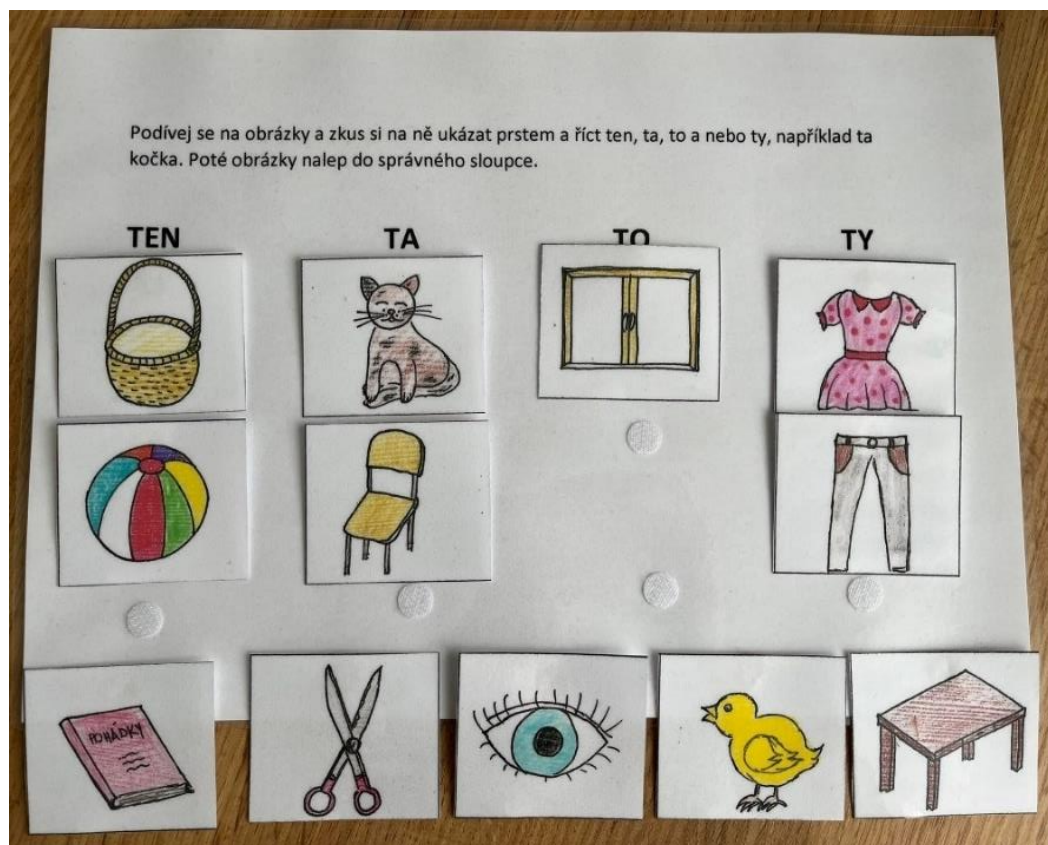 Podívej se na obrázky a zkus si na ně ukázat prstem a říct ten, ta, to a nebo ty, například ta
kočka. Poté obrázky nalep do správného sloupce.
TEN TA TO TY
POHÁDKY